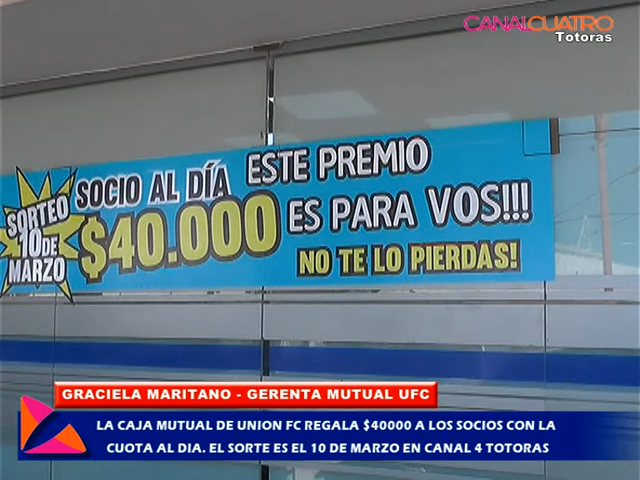 CANALCUATRO
Totoras
SORTEO
10 DE
MARZO
SOCIO AL DÍA ESTE PREMIO
$40.000 ES PARA VOS!!!
NO TE LO PIERDAS!
GRACIELA MARITANO - GERENTA MUTUAL UFC
LA CAJA MUTUAL DE UNION FC REGALA $40000 A LOS SOCIOS CON LA
CUOTA AL DIA. EL SORTE ES EL 10 DE MARZO EN CANAL 4 TOTORAS